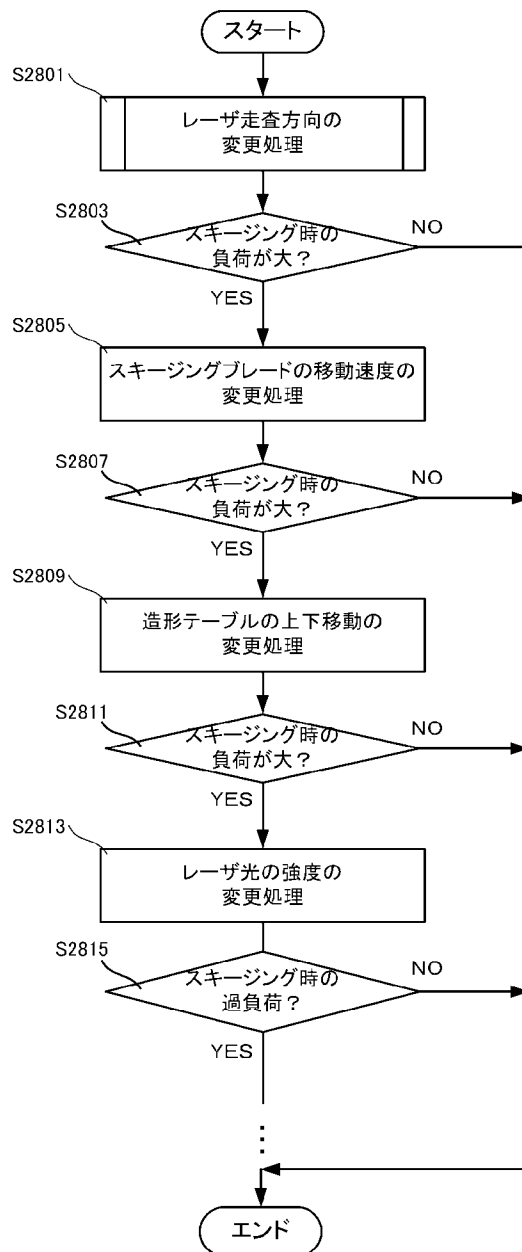 スタート
S2801
レーザ走査方向の
変更処理
S2803
スキージング時の
負荷が大？
NO
YES
S2805
スキージングブレードの移動速度の
変更処理
S2807
スキージング時の
負荷が大？
NO
YES
S2809
造形テーブルの上下移動の
変更処理
S2811
スキージング時の
負荷が大？
NO
YES
S2813
レーザ光の強度の
変更処理
S2815
スキージング時の
過負荷？
NO
YES
⋮
エンド